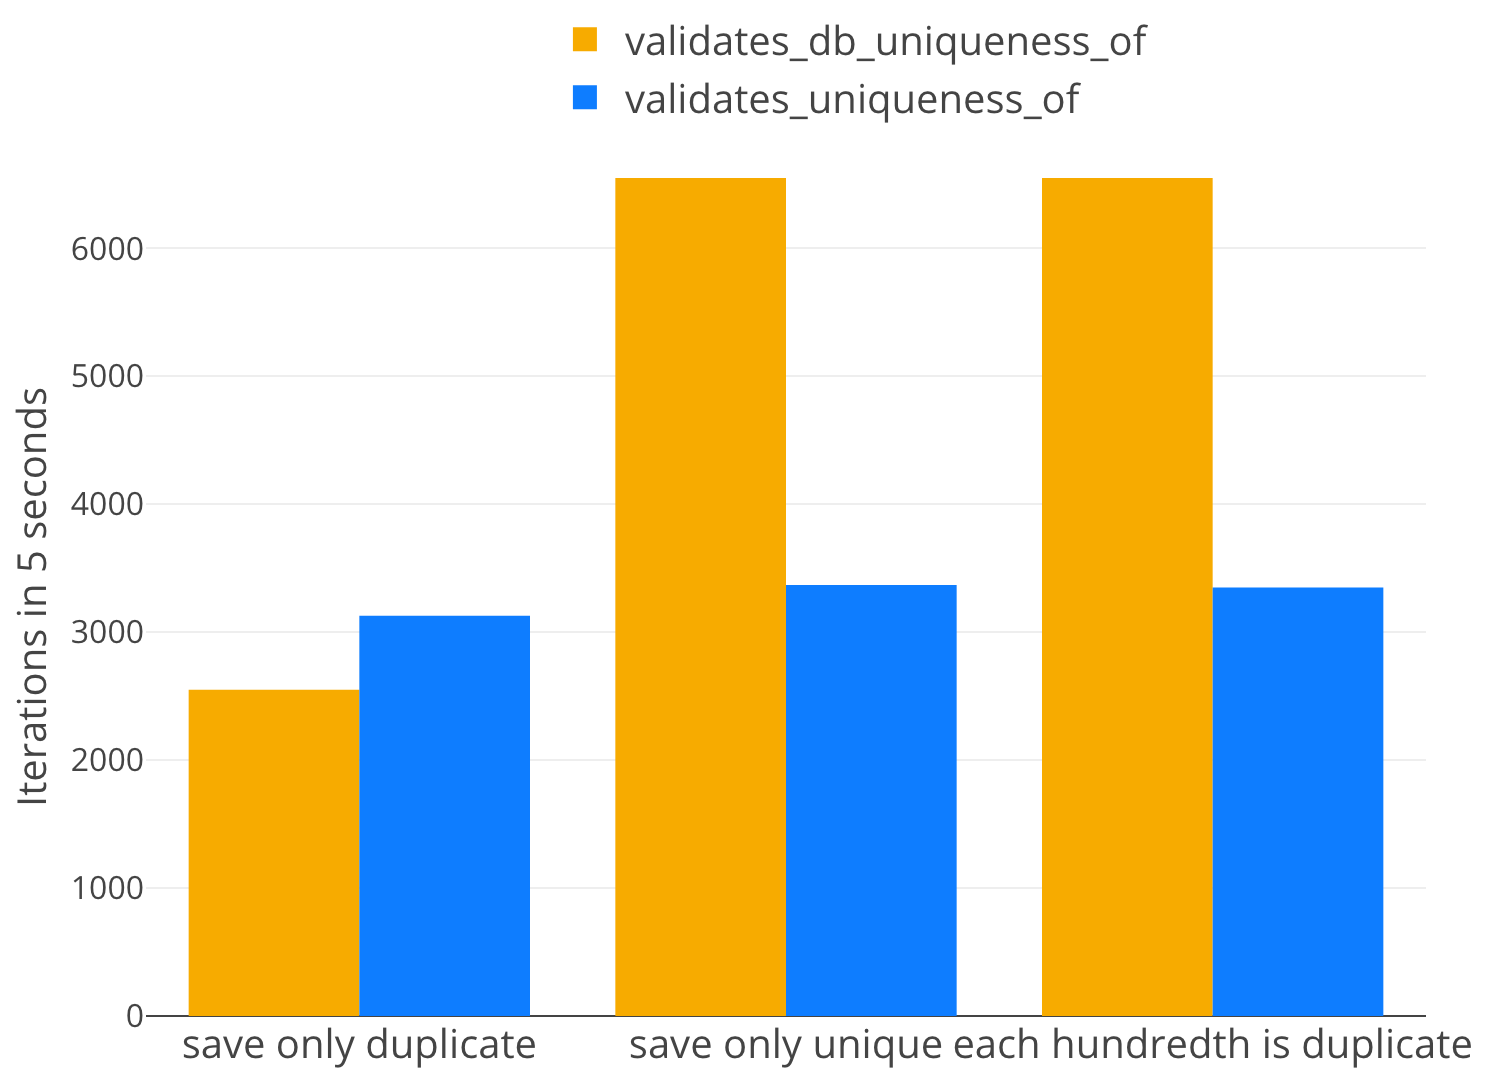 validates_db_uniqueness_of
validates_uniqueness_of
6000
5000
4000
3000
2000
1000
0
Iterations in 5 seconds
save only duplicate
save only unique
each hundredth is duplicate